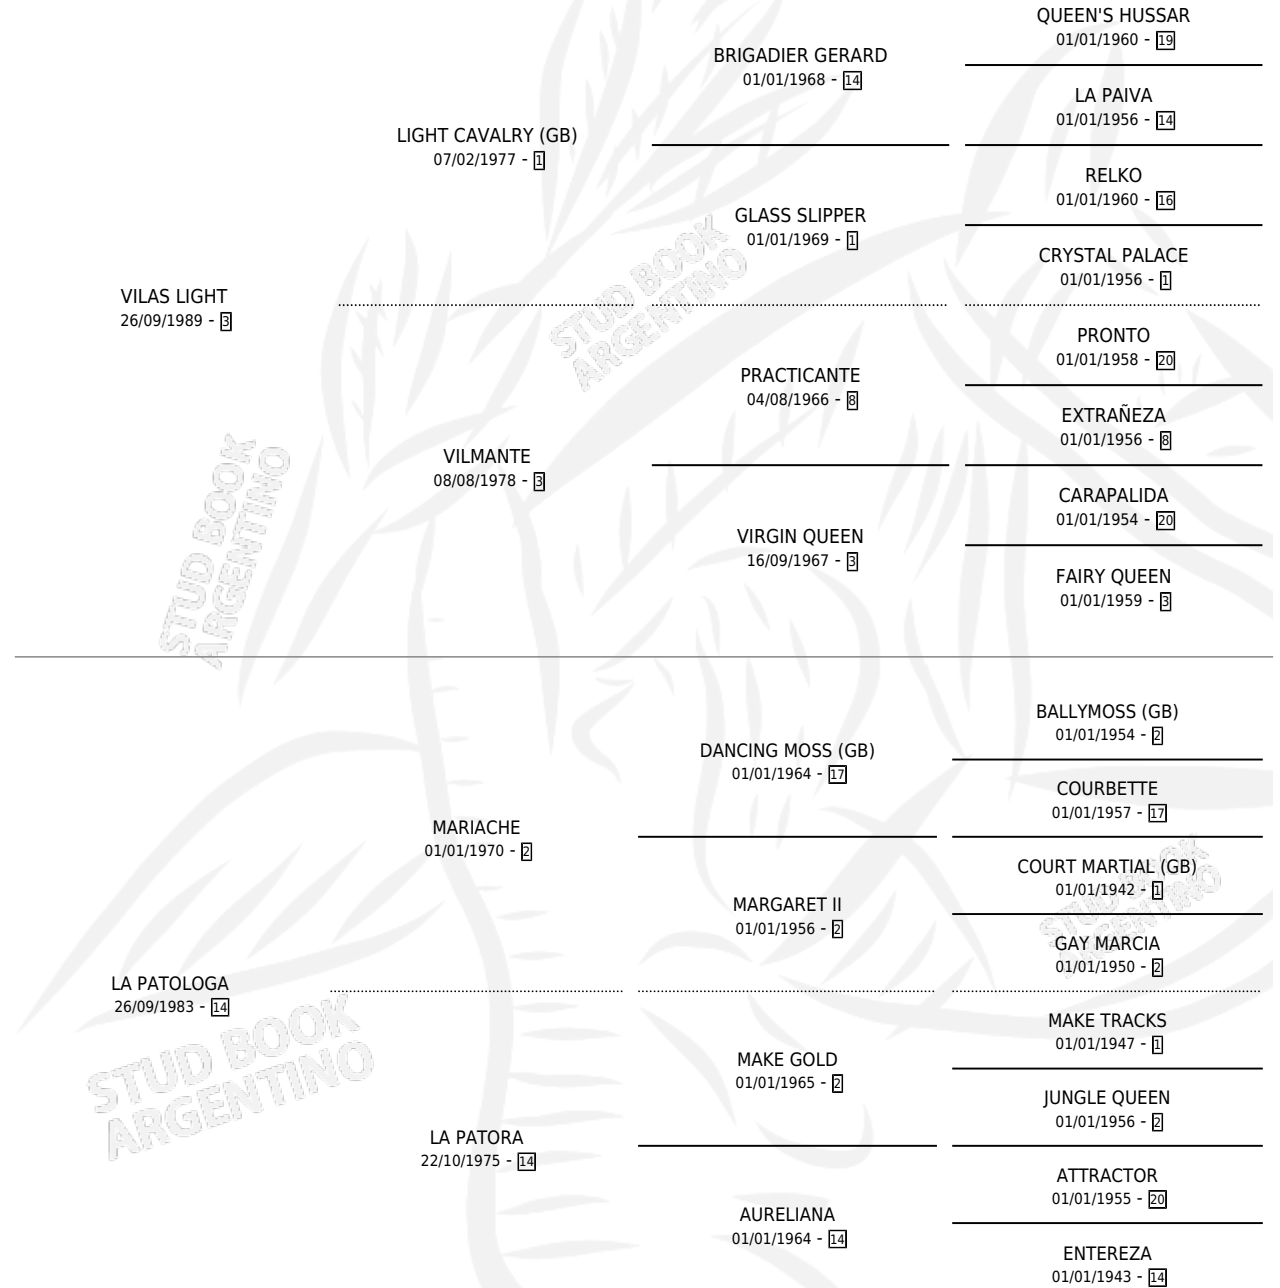 QUEEN'S HUSSAR
01/01/1960 - 19
BRIGADIER GERARD
01/01/1968 - 14
LA PAIVA
01/01/1956 - 14
LIGHT CAVALRY (GB)
07/02/1977 - 1
RELKO
01/01/1960 - 16
GLASS SLIPPER
01/01/1969 - 1
CRYSTAL PALACE
01/01/1956 - 1
VILAS LIGHT
26/09/1989 - 3
STUD BOOK
ARGENTINO
PRONTO
01/01/1958 - 20
PRACTICANTE
04/08/1966 - 8
EXTRAÑEZA
01/01/1956 - 8
VILMANTE
08/08/1978 - 3
CARAPALIDA
01/01/1954 - 20
VIRGIN QUEEN
16/09/1967 - 3
FAIRY QUEEN
01/01/1959 - 3
STUD BOOK
ARGENTINO
BALLYMOSS (GB)
01/01/1954 - 2
DANCING MOSS (GB)
01/01/1964 - 17
COURBETTE
01/01/1957 - 17
MARIACHE
01/01/1970 - 2
COURT MARTIAL (GB)
01/01/1942 - 1
MARGARET II
01/01/1956 - 2
STUD BOOK
ARGENTINO
GAY MARCIA
01/01/1950 - 2
LA PATOLOGA
26/09/1983 - 14
STUD BOOK
ARGENTINO
MAKE TRACKS
01/01/1947 - 1
MAKE GOLD
01/01/1965 - 2
JUNGLE QUEEN
01/01/1956 - 2
LA PATORA
22/10/1975 - 14
ATTRACTOR
01/01/1955 - 20
AURELIANA
01/01/1964 - 14
ENTEREZA
01/01/1943 - 14